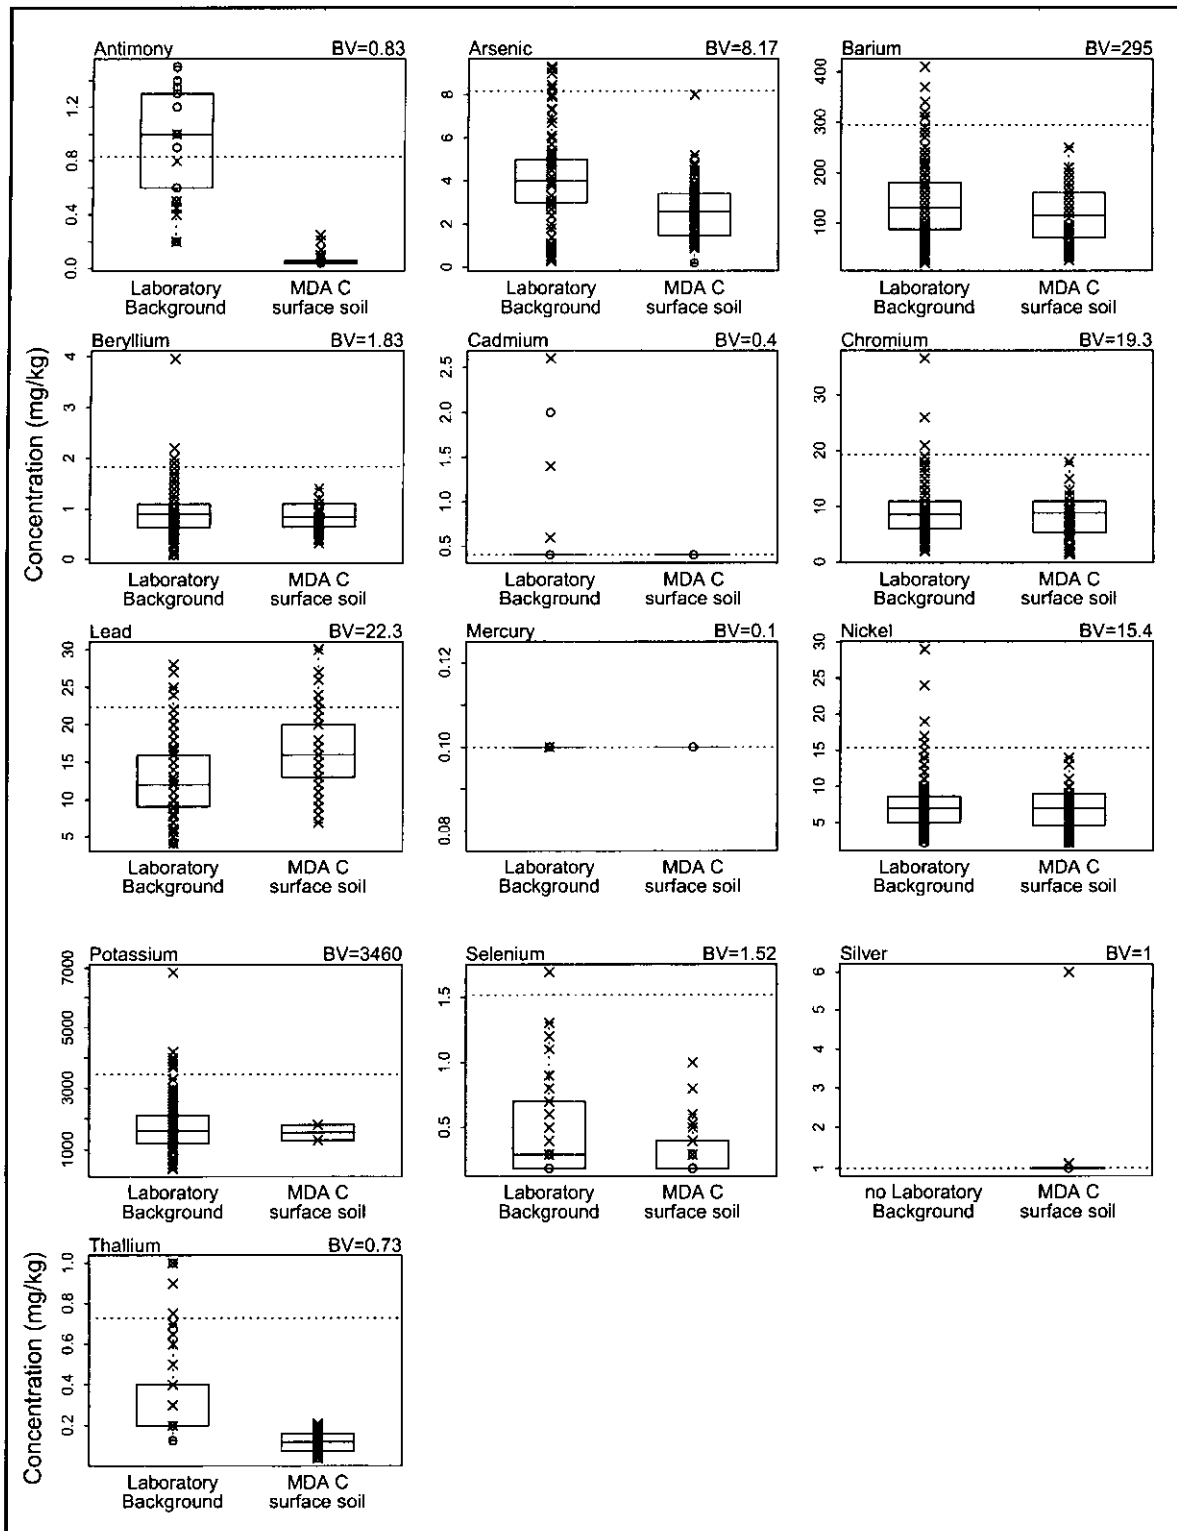 Antimony BV=0.83
Arsenic BV=8.17
Barium BV=295
0.0 0.4 0.8 1.2
0 2 4 6 8
100 200 300 400
Laboratory Background
MDA C surface soil
Laboratory Background
MDA C surface soil
Laboratory Background
MDA C surface soil
Concentration (mg/kg)
Beryllium BV=1.83
Cadmium BV=0.4
Chromium BV=19.3
0 1 2 3 4
0.5 1.0 1.5 2.0 2.5
0 10 20 30
Laboratory Background
MDA C surface soil
Laboratory Background
MDA C surface soil
Laboratory Background
MDA C surface soil
Lead BV=22.3
Mercury BV=0.1
Nickel BV=15.4
5 10 15 20 25 30
0.08 0.10 0.12
5 10 15 20 25 30
Laboratory Background
MDA C surface soil
Laboratory Background
MDA C surface soil
Laboratory Background
MDA C surface soil
Potassium BV=3460
Selenium BV=1.52
Silver BV=1
1000 3000 5000 7000
0.5 1.0 1.5
1 2 3 4 5 6
Laboratory Background
MDA C surface soil
Laboratory Background
MDA C surface soil
no Laboratory Background
MDA C surface soil
Concentration (mg/kg)
Thallium BV=0.73
0.2 0.4 0.6 0.8 1.0
Laboratory Background
MDA C surface soil